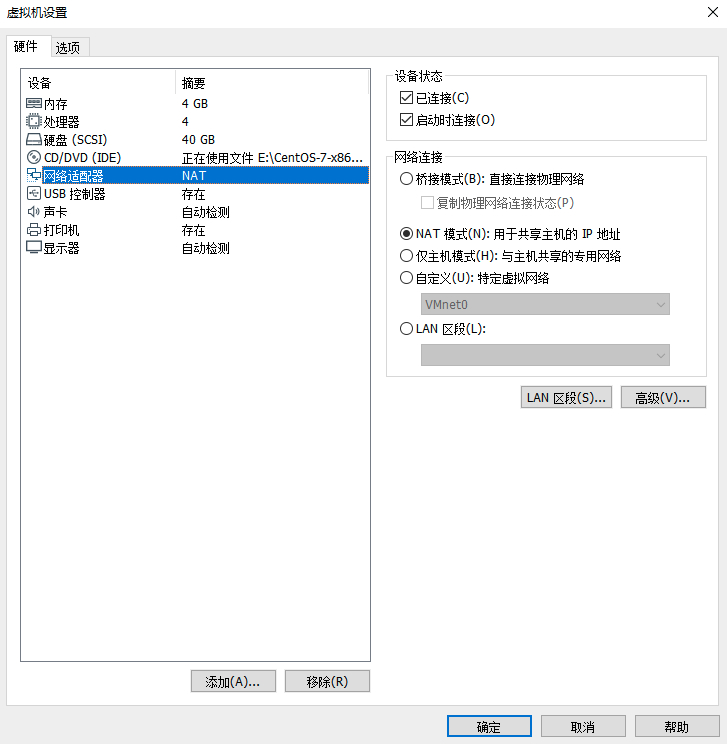 虚拟机设置
硬件 选项
设备 摘要
内存 4 GB
处理器 4
硬盘 (SCSI) 40 GB
CD/DVD (IDE) 正在使用文件 E:\CentOS-7-x86...
网络适配器 NAT
USB 控制器 存在
声卡 自动检测
打印机 存在
显示器 自动检测
添加(A)... 移除(R)
设备状态
已连接(C)
启动时连接(O)
网络连接
桥接模式(B): 直接连接物理网络
复制物理网络连接状态(P)
NAT 模式(N): 用于共享主机的 IP 地址
仅主机模式(H): 与主机共享的专用网络
自定义(U): 特定虚拟网络
VMnet0
LAN 区段(L):
LAN 区段(S)... 高级(V)...
确定 取消 帮助